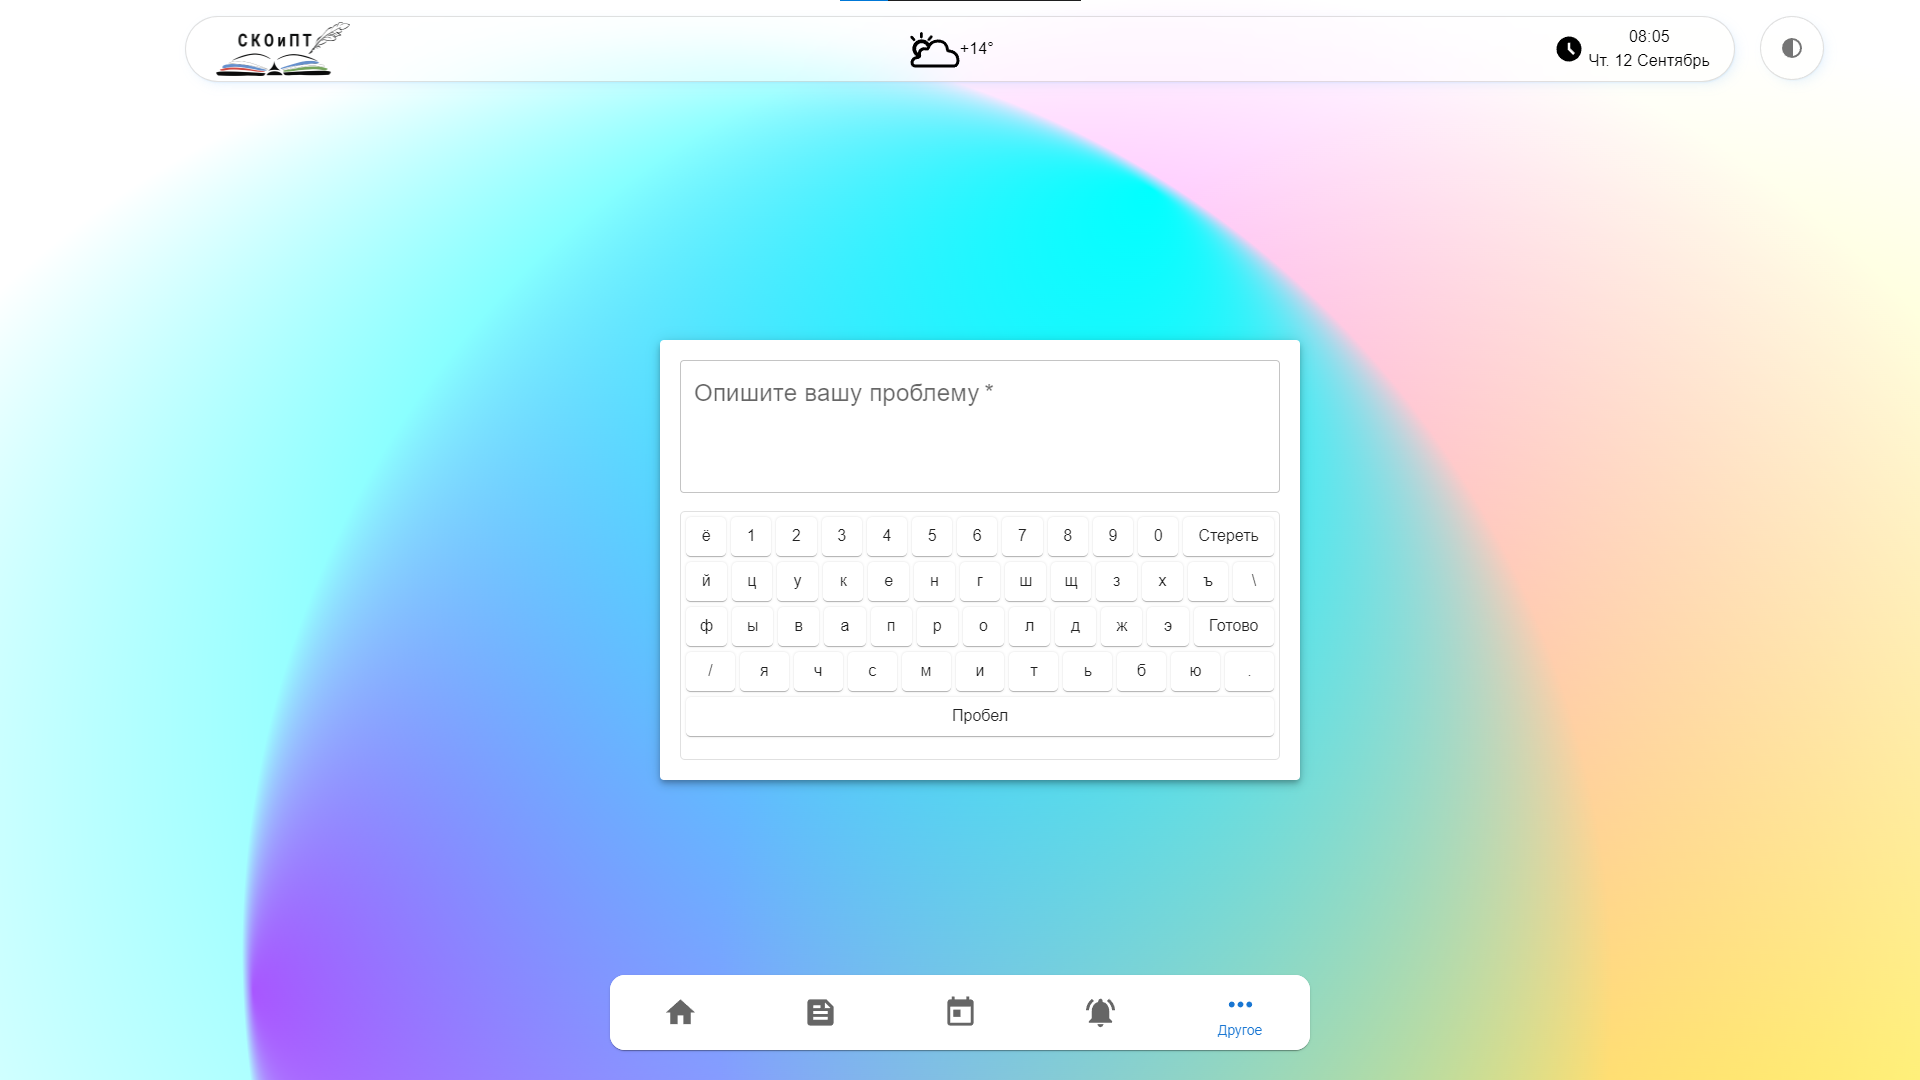 СКОиПТ
+14°
08:05
Чт. 12 Сентябрь
Опишите вашу проблему *
ё 1 2 3 4 5 6 7 8 9 0 Стереть
й ц у к е н г ш щ з х ъ \
ф ы в а п р о л д ж э Готово
/ я ч с м и т ь б ю .
Пробел
Другое